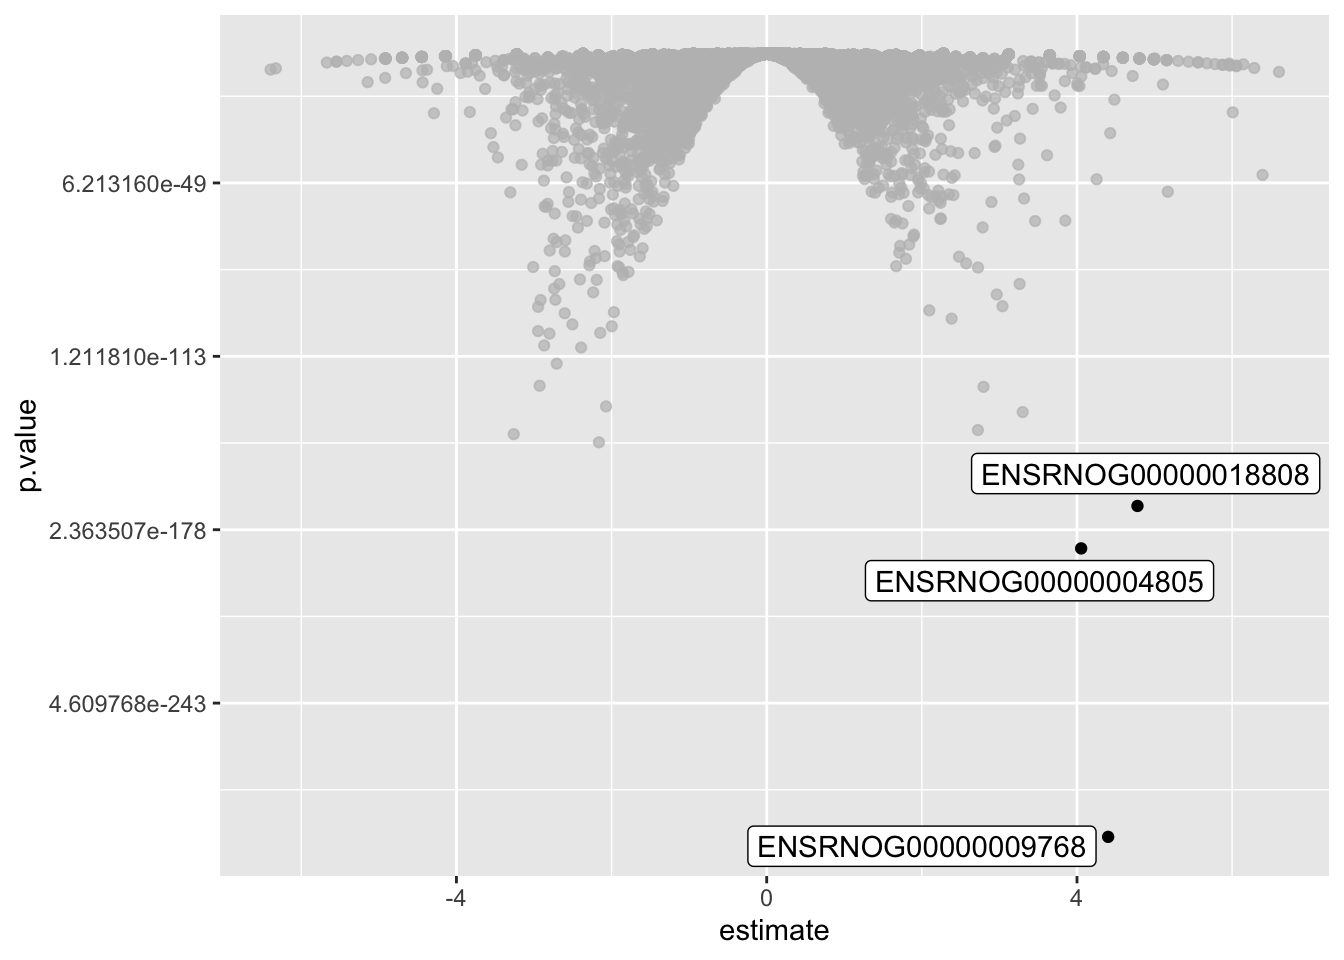 6.213160e-49
1.211810e-113
p.value
ENSRNOG00000018808
2.363507e-178
ENSRNOG00000004805
4.609768e-243
ENSRNOG00000009768
-4
0
4
estimate